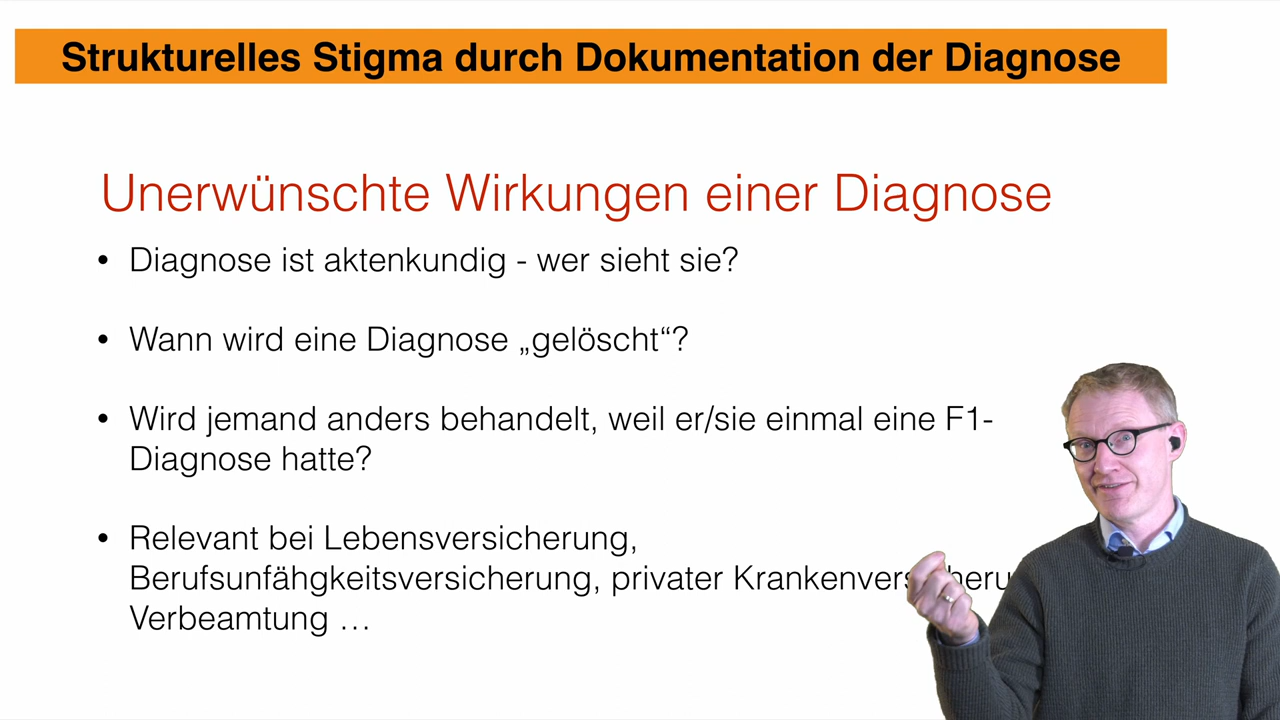 Strukturelles Stigma durch Dokumentation der Diagnose
Unerwünschte Wirkungen einer Diagnose
• Diagnose ist aktenkundig - wer sieht sie?
• Wann wird eine Diagnose „gelöscht“?
• Wird jemand anders behandelt, weil er/sie einmal eine F1-
Diagnose hatte?
• Relevant bei Lebensversicherung,
Berufsunfähgkeitsversicherung, privater
Verbeamtung …